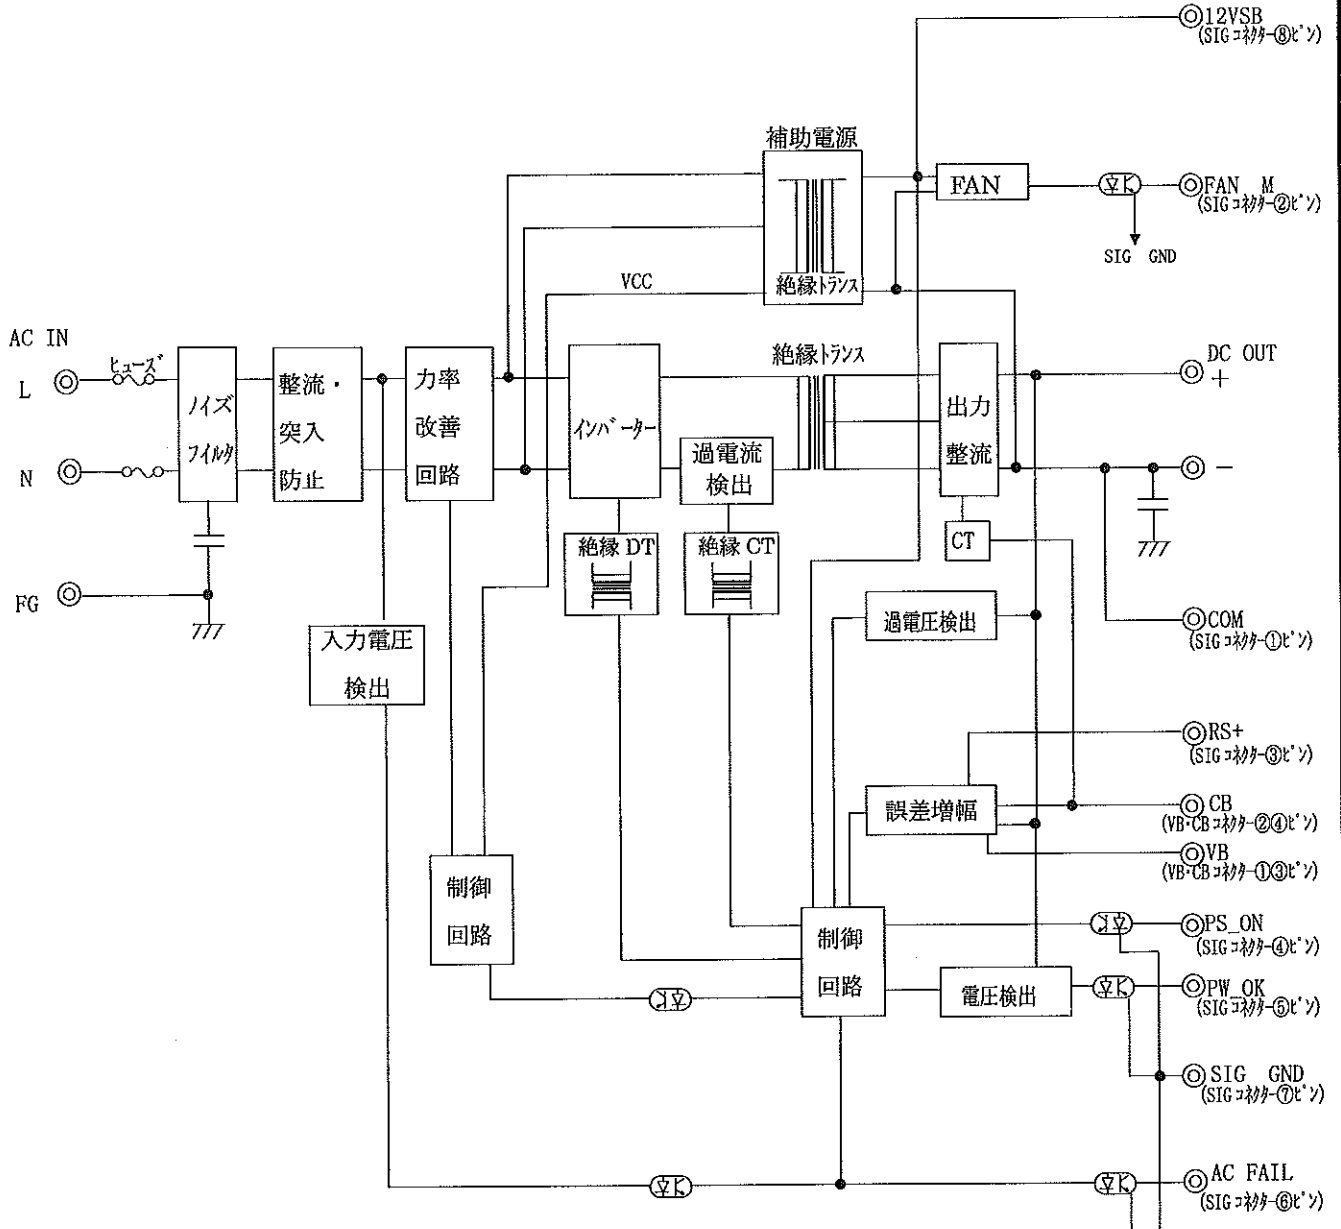 12VSB
(SIGコネクター⑧ピン)
補助電源
FAN
FAN M
(SIGコネクター②ピン)
SIG GND
絶縁トランス
VCC
AC IN
L
ヒューズ
N
FG
ノイズ
フィルタ
整流・
突入
防止
力率
改善
回路
インバーター
過電流
検出
絶縁トランス
出力
整流
DC OUT
+
-
絶縁 DT
絶縁 CT
CT
過電圧検出
COM
(SIGコネクター①ピン)
入力電圧
検出
RS+
(SIGコネクター③ピン)
誤差増幅
CB
(VB・CBコネクター②④ピン)
VB
(VB・CBコネクター①③ピン)
制御
回路
制御
回路
PS_ON
(SIGコネクター④ピン)
電圧検出
PW_OK
(SIGコネクター⑤ピン)
SIG GND
(SIGコネクター⑦ピン)
AC FAIL
(SIGコネクター⑥ピン)